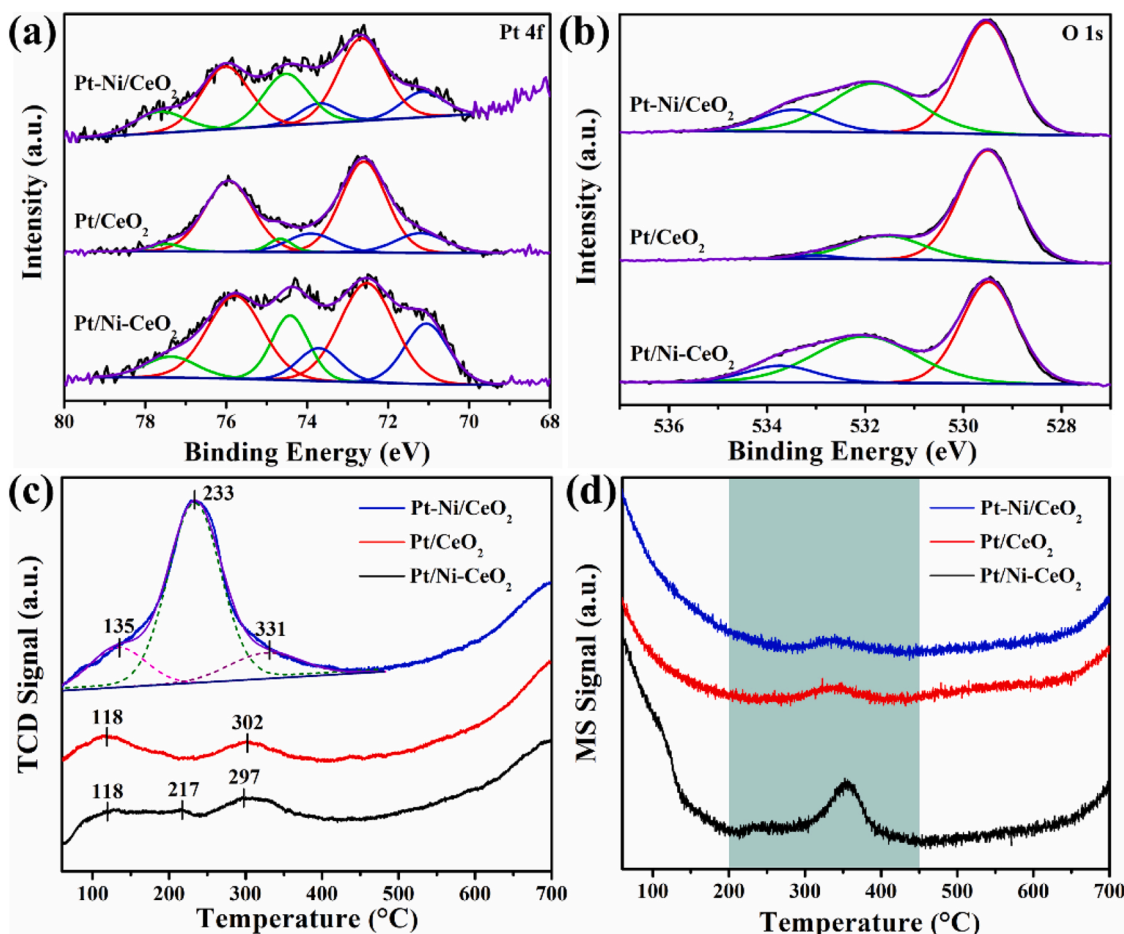 (a)
Pt 4f
Pt-Ni/CeO₂
Pt/CeO₂
Pt/Ni-CeO₂
Intensity (a.u.)
80 78 76 74 72 70 68
Binding Energy (eV)
(b)
O 1s
Pt-Ni/CeO₂
Pt/CeO₂
Pt/Ni-CeO₂
Intensity (a.u.)
536 534 532 530 528
Binding Energy (eV)
(c)
233
135
331
118
302
118
217
297
Pt-Ni/CeO₂
Pt/CeO₂
Pt/Ni-CeO₂
TCD Signal (a.u.)
100 200 300 400 500 600 700
Temperature (°C)
(d)
Pt-Ni/CeO₂
Pt/CeO₂
Pt/Ni-CeO₂
MS Signal (a.u.)
100 200 300 400 500 600 700
Temperature (°C)